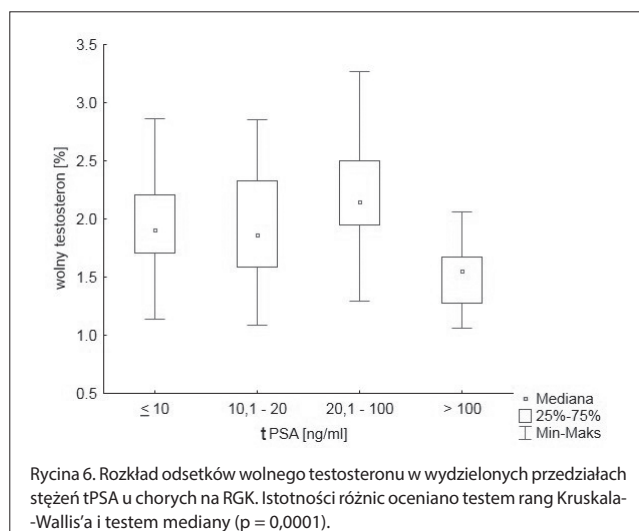 3.5
3.0
2.5
2.0
1.5
1.0
0.5
wolny testosteron [%]
≤ 10
10,1 - 20
20,1 - 100
> 100
tPSA [ng/ml]
Mediana
25%-75%
Min-Maks
Rycina 6. Rozkład odsetków wolnego testosteronu w wydzielonych przedziałach
stężeń tPSA u chorych na RGK. Istotności różnic oceniano testem rang Kruskala-
-Wallis'a i testem mediany (p = 0,0001).